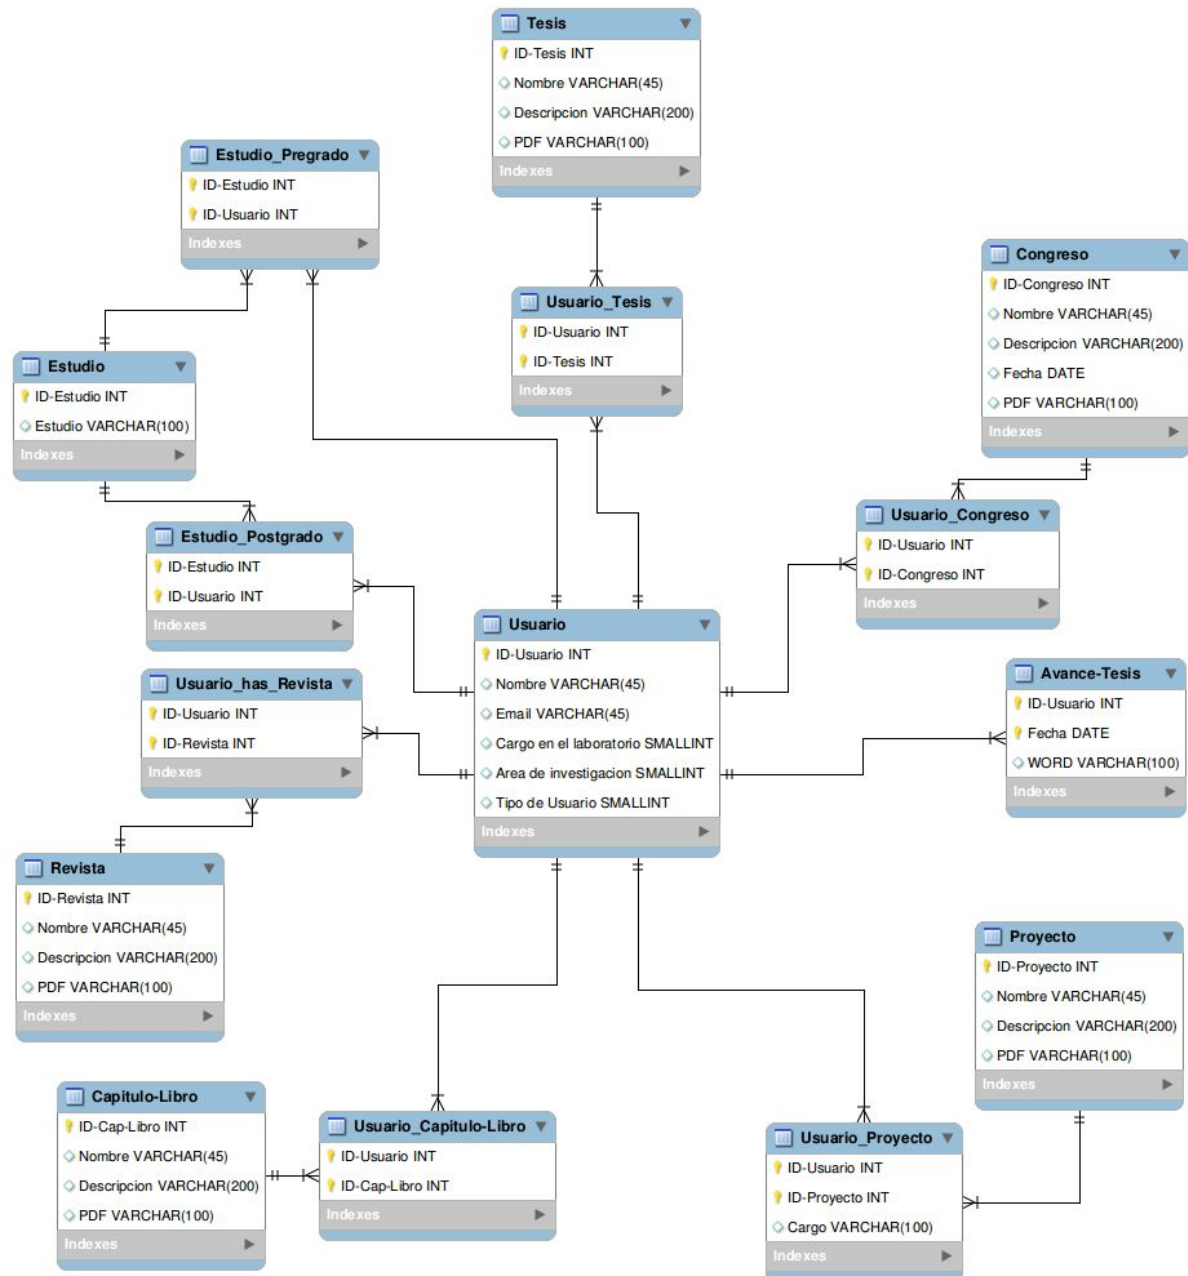 Tesis
ID-Tesis INT
Nombre VARCHAR(45)
Descripcion VARCHAR(200)
PDF VARCHAR(100)
Indexes
Estudio_Pregrado
ID-Estudio INT
ID-Usuario INT
Indexes
Congreso
ID-Congreso INT
Nombre VARCHAR(45)
Descripcion VARCHAR(200)
Fecha DATE
PDF VARCHAR(100)
Indexes
Usuario_Tesis
ID-Usuario INT
ID-Tesis INT
Indexes
Estudio
ID-Estudio INT
Estudio VARCHAR(100)
Indexes
Usuario_Congreso
ID-Usuario INT
ID-Congreso INT
Indexes
Estudio_Postgrado
ID-Estudio INT
ID-Usuario INT
Indexes
Usuario
ID-Usuario INT
Nombre VARCHAR(45)
Email VARCHAR(45)
Cargo en el laboratorio SMALLINT
Area de investigacion SMALLINT
Tipo de Usuario SMALLINT
Indexes
Avance-Tesis
ID-Usuario INT
Fecha DATE
WORD VARCHAR(100)
Indexes
Usuario_has_Revista
ID-Usuario INT
ID-Revista INT
Indexes
Revista
ID-Revista INT
Nombre VARCHAR(45)
Descripcion VARCHAR(200)
PDF VARCHAR(100)
Indexes
Proyecto
ID-Proyecto INT
Nombre VARCHAR(45)
Descripcion VARCHAR(200)
PDF VARCHAR(100)
Indexes
Capitulo-Libro
ID-Cap-Libro INT
Nombre VARCHAR(45)
Descripcion VARCHAR(200)
PDF VARCHAR(100)
Indexes
Usuario_Capitulo-Libro
ID-Usuario INT
ID-Cap-Libro INT
Indexes
Usuario_Proyecto
ID-Usuario INT
ID-Proyecto INT
Cargo VARCHAR(100)
Indexes